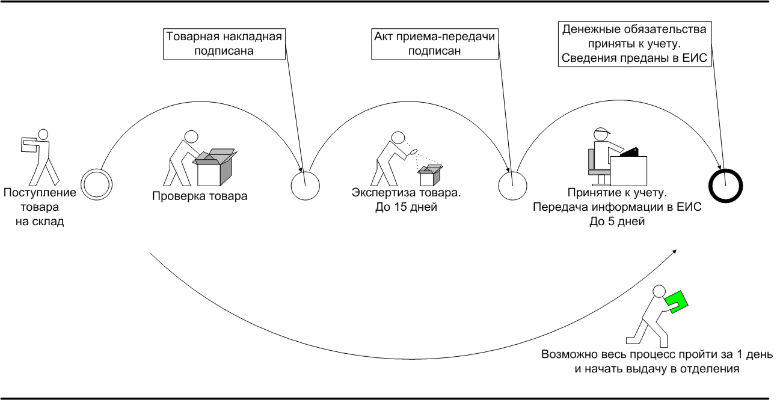 Товарная накладная
подписана
Акт приема-передачи
подписан
Денежные обязательства
приняты к учету.
Сведения преданы в ЕИС
Поступление
товара
на склад
Проверка товара
Экспертиза товара.
До 15 дней
Принятие к учету.
Передача информации в ЕИС
До 5 дней
Возможно весь процесс пройти за 1 день
и начать выдачу в отделения